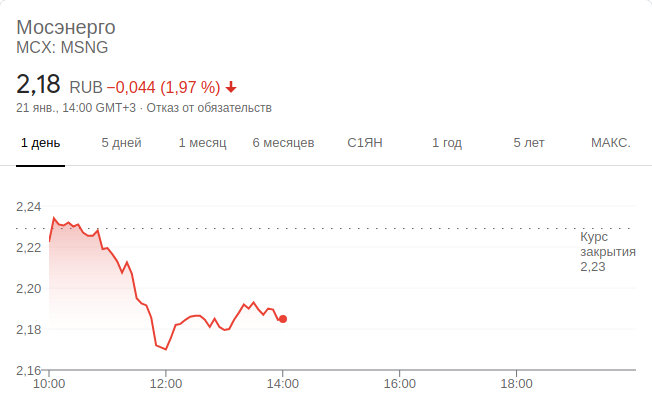 Мосэнерго
MCX: MSNG
2,18 RUB −0,044 (1,97 %)
21 янв., 14:00 GMT+3 · Отказ от обязательств
1 день 5 дней 1 месяц 6 месяцев С1ЯН 1 год 5 лет МАКС.
2,24
Курс
закрытия
2,23
2,22
2,20
2,18
2,16
10:00 12:00 14:00 16:00 18:00